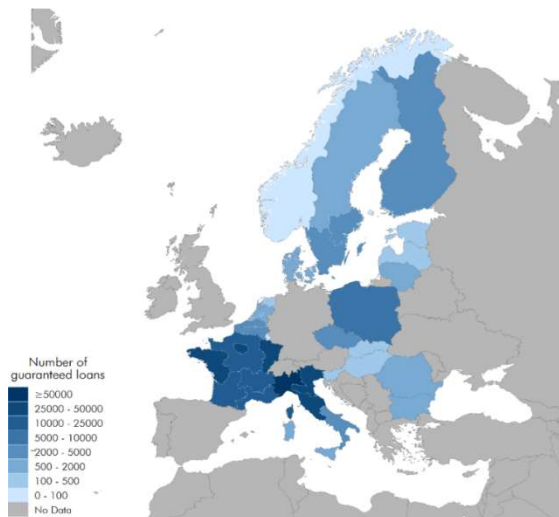 Number of
guaranteed loans
≥50000
25000 - 50000
10000 - 25000
5000 - 10000
2000 - 5000
500 - 2000
100 - 500
0 - 100
No Data